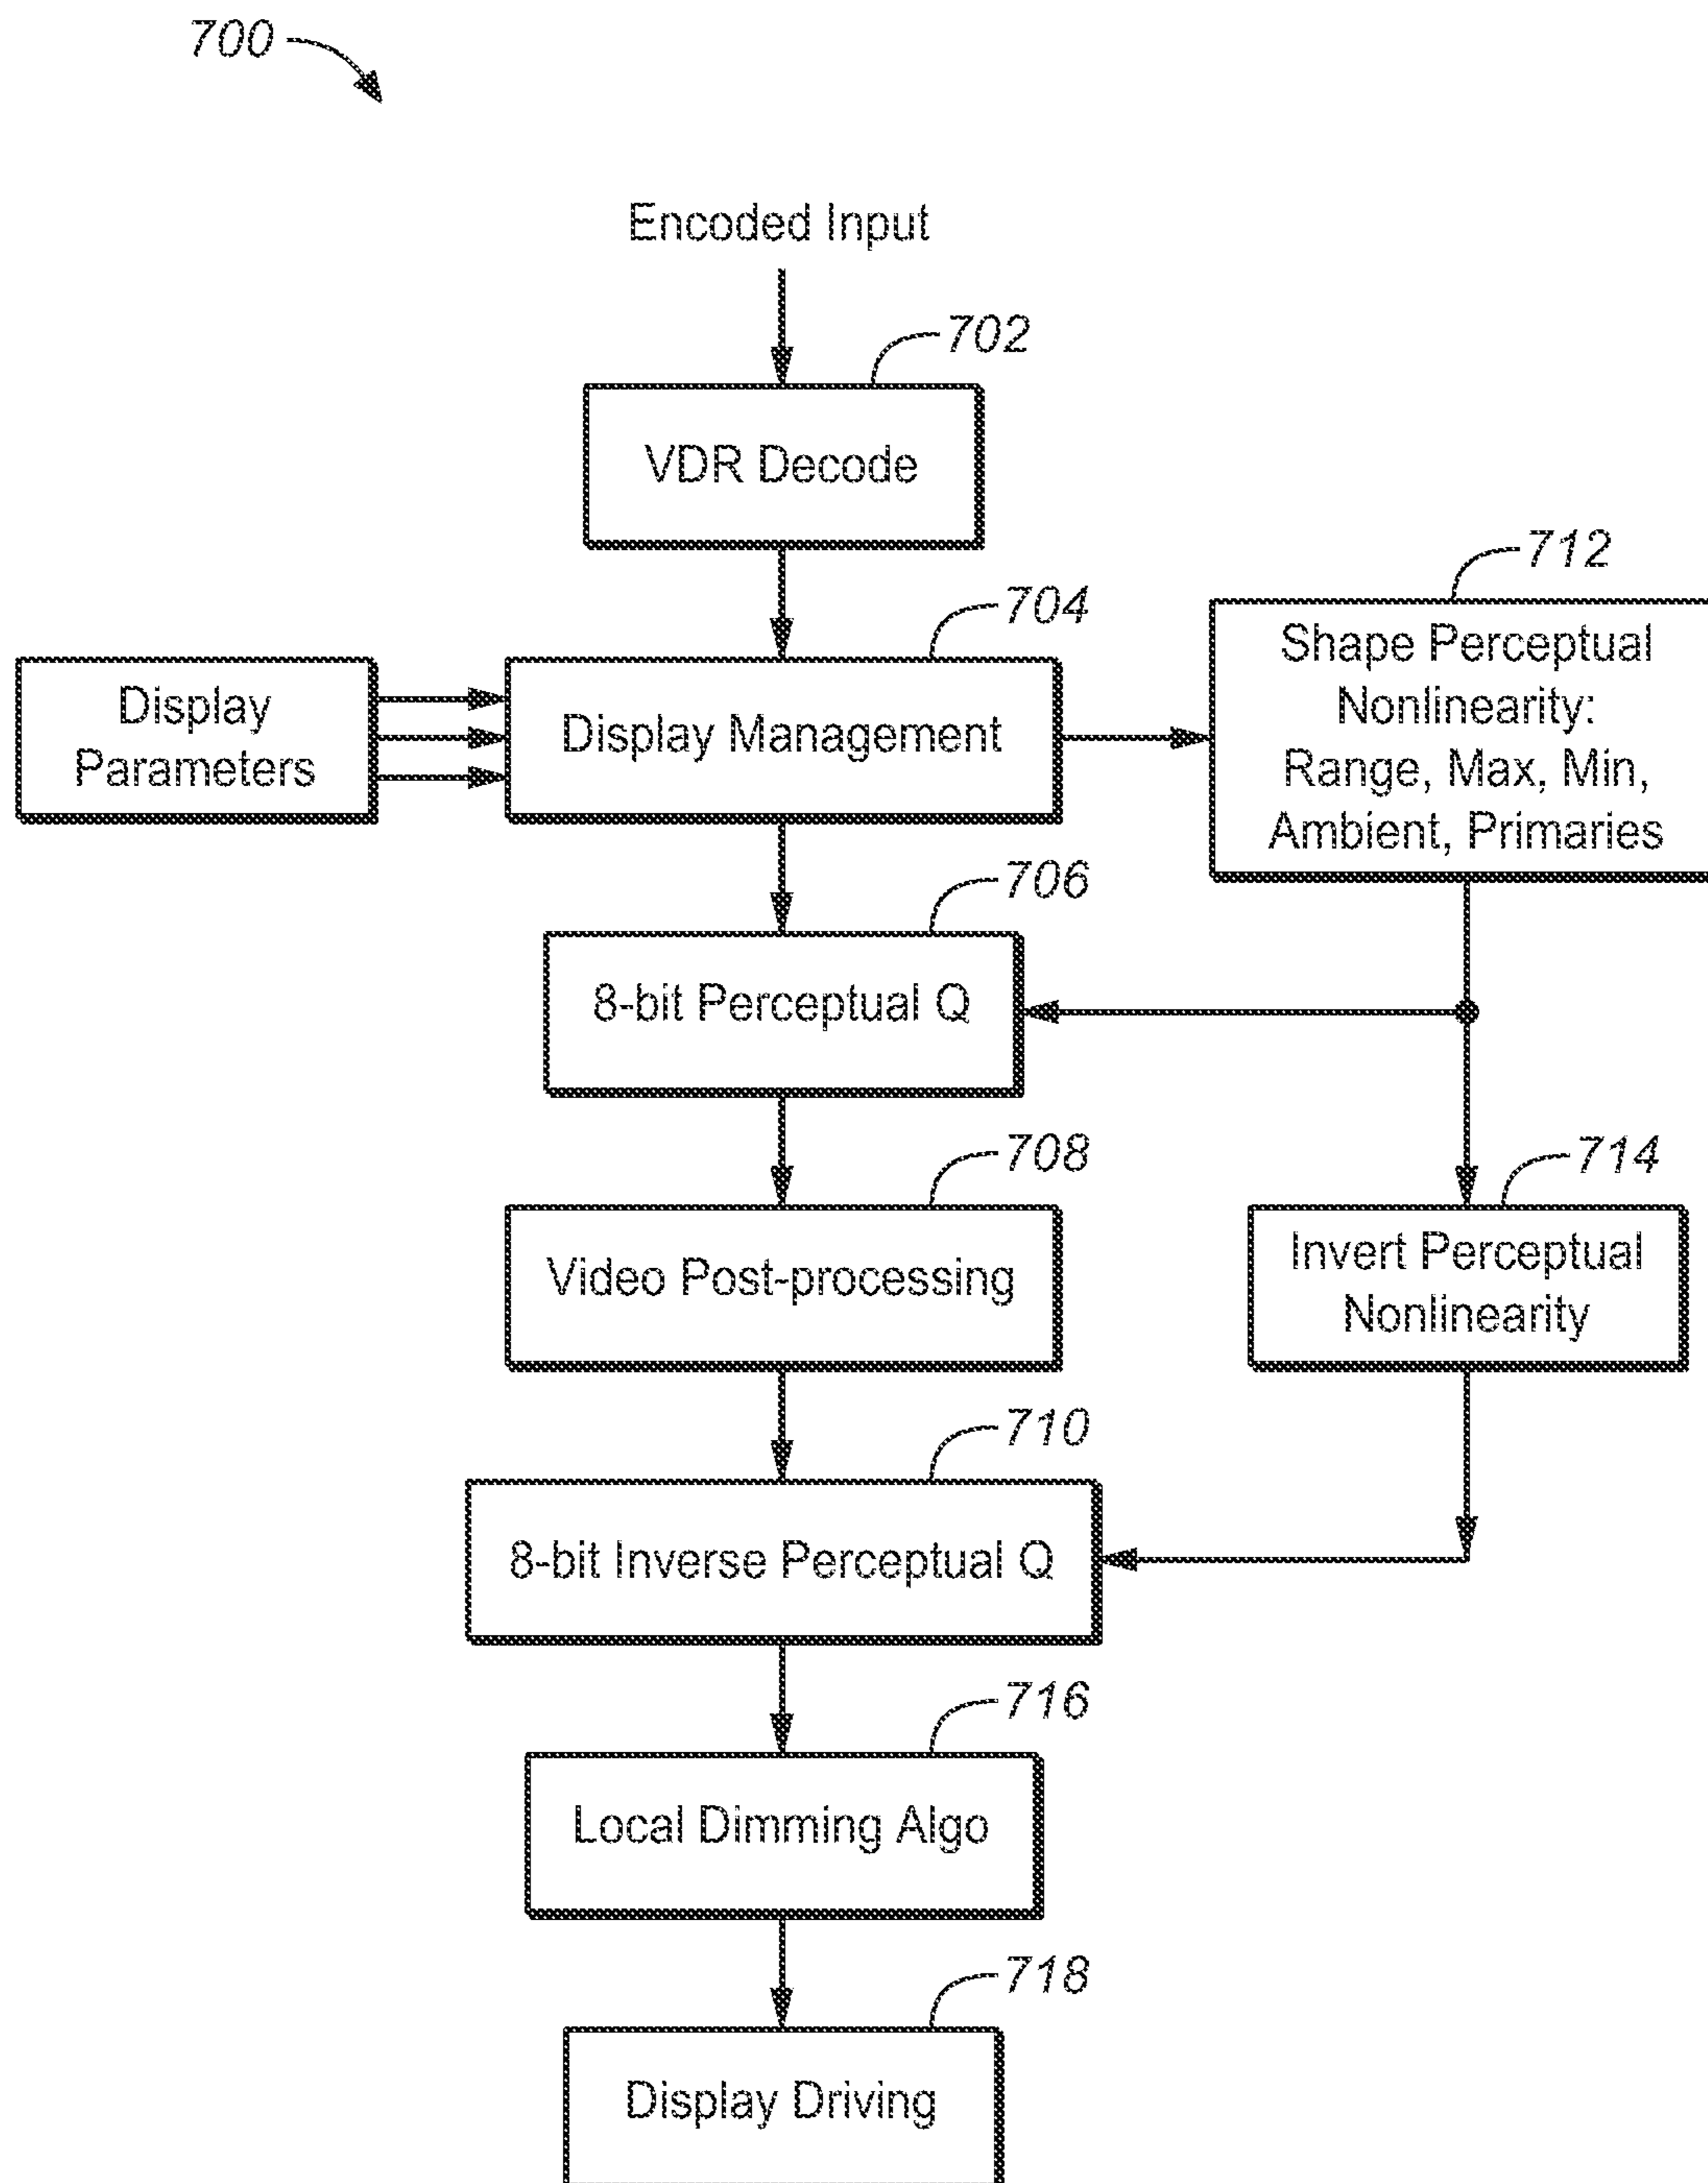 700
Encoded Input
702
VDR Decode
712
704
Shape Perceptual
Nonlinearity:
Range, Max, Min,
Ambient, Primaries
Display
Parameters
Display Management
706
8-bit Perceptual Q
708
Video Post-processing
714
Invert Perceptual
Nonlinearity
710
8-bit Inverse Perceptual Q
716
Local Dimming Algo
718
Display Driving